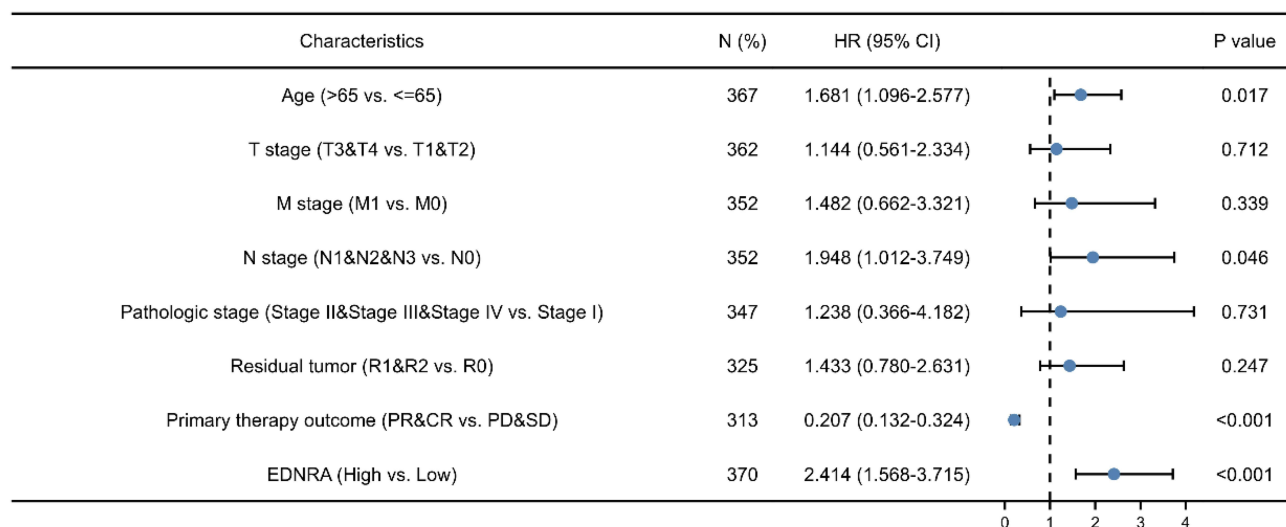 Characteristics N (%) HR (95% CI) P value
Age (>65 vs. <=65) 367 1.681 (1.096-2.577) 0.017
T stage (T3&T4 vs. T1&T2) 362 1.144 (0.561-2.334) 0.712
M stage (M1 vs. M0) 352 1.482 (0.662-3.321) 0.339
N stage (N1&N2&N3 vs. N0) 352 1.948 (1.012-3.749) 0.046
Pathologic stage (Stage II&Stage III&Stage IV vs. Stage I) 347 1.238 (0.366-4.182) 0.731
Residual tumor (R1&R2 vs. R0) 325 1.433 (0.780-2.631) 0.247
Primary therapy outcome (PR&CR vs. PD&SD) 313 0.207 (0.132-0.324) <0.001
EDNRA (High vs. Low) 370 2.414 (1.568-3.715) <0.001
0 1 2 3 4